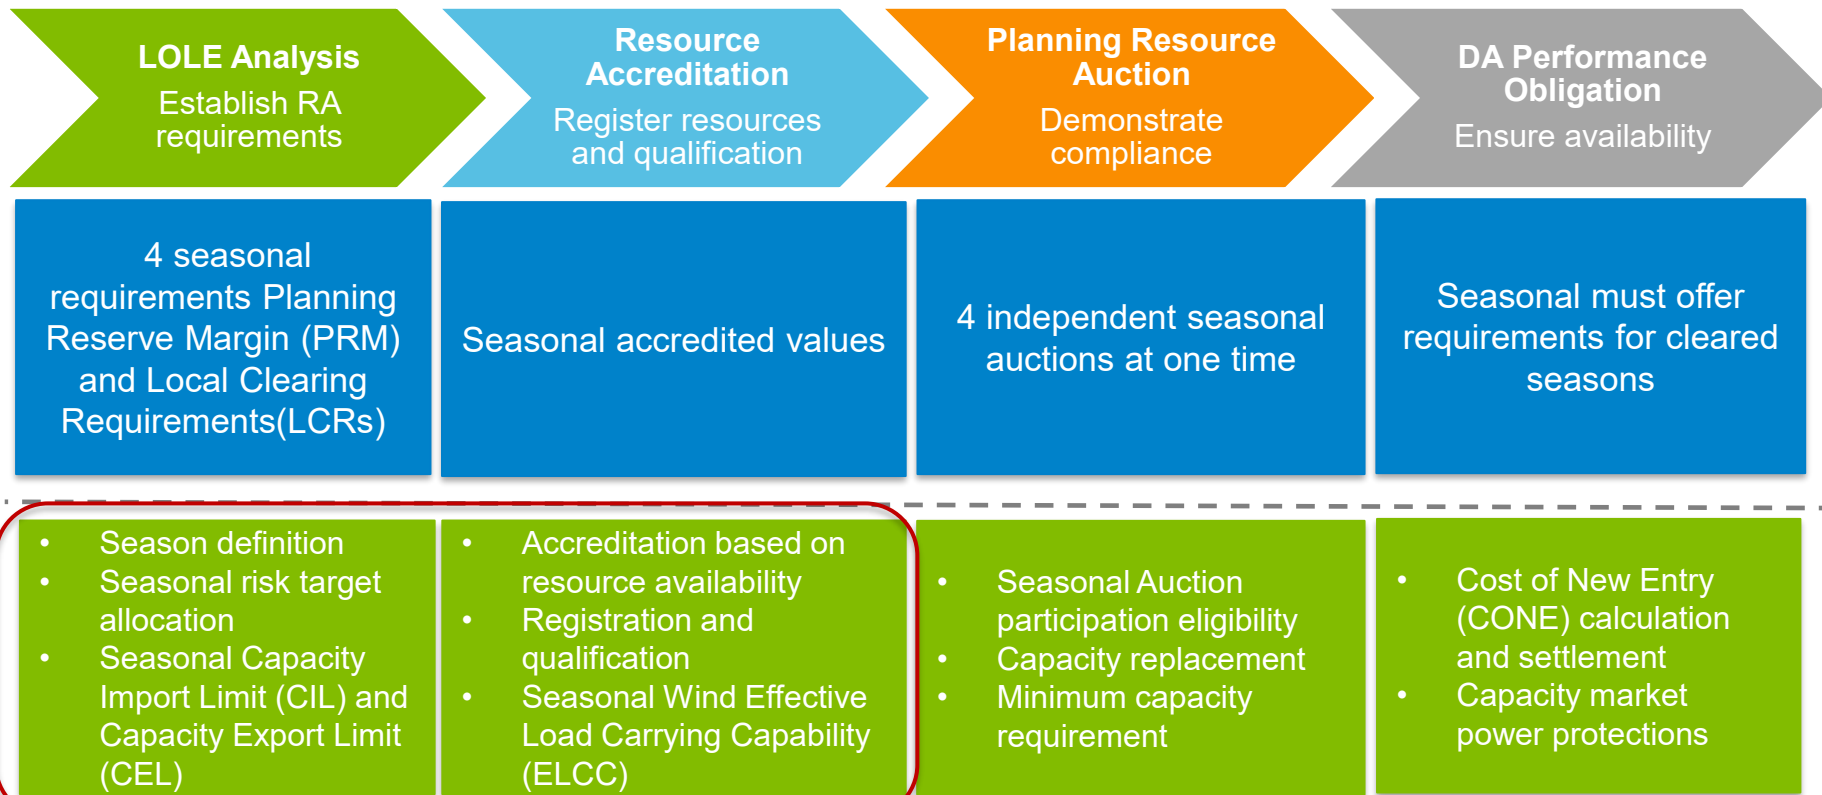 LOLE Analysis
Establish RA
requirements
Resource
Accreditation
Register resources
and qualification
Planning Resource
Auction
Demonstrate
compliance
DA Performance
Obligation
Ensure availability
4 seasonal
requirements Planning
Reserve Margin (PRM)
and Local Clearing
Requirements(LCRs)
Seasonal accredited values
4 independent seasonal
auctions at one time
Seasonal must offer
requirements for cleared
seasons
• Season definition
• Seasonal risk target
allocation
• Seasonal Capacity
Import Limit (CIL) and
Capacity Export Limit
(CEL)
• Accreditation based on
resource availability
• Registration and
qualification
• Seasonal Wind Effective
Load Carrying Capability
(ELCC)
• Seasonal Auction
participation eligibility
• Capacity replacement
• Minimum capacity
requirement
• Cost of New Entry
(CONE) calculation
and settlement
• Capacity market
power protections